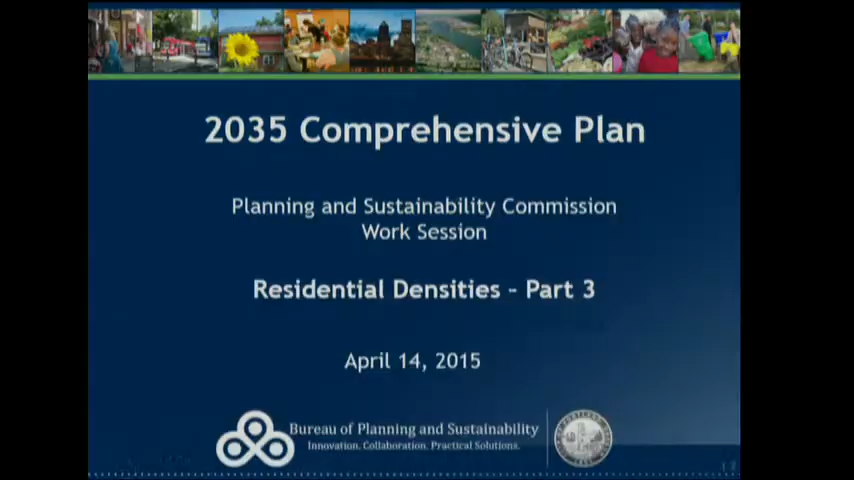 2035 Comprehensive Plan
Planning and Sustainability Commission
Work Session
Residential Densities – Part 3
April 14, 2015
Bureau of Planning and Sustainability
Innovation. Collaboration. Practical Solutions.